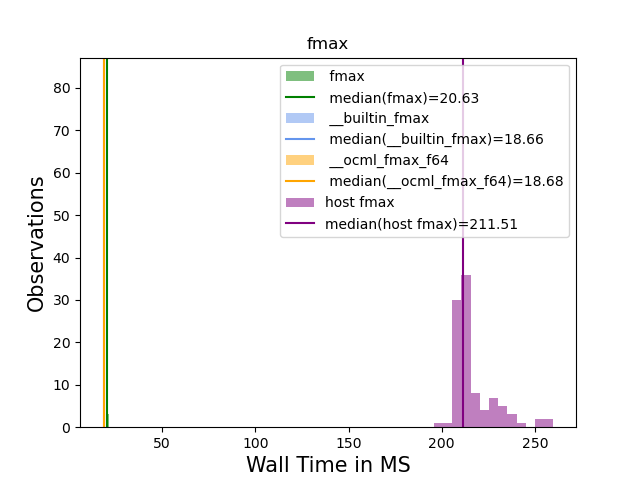 fmax
fmax
median(fmax)=20.63
__builtin_fmax
median(__builtin_fmax)=18.66
__ocml_fmax_f64
median(__ocml_fmax_f64)=18.68
host fmax
median(host fmax)=211.51
80
70
60
50
40
30
20
10
0
Observations
50 100 150 200 250
Wall Time in MS